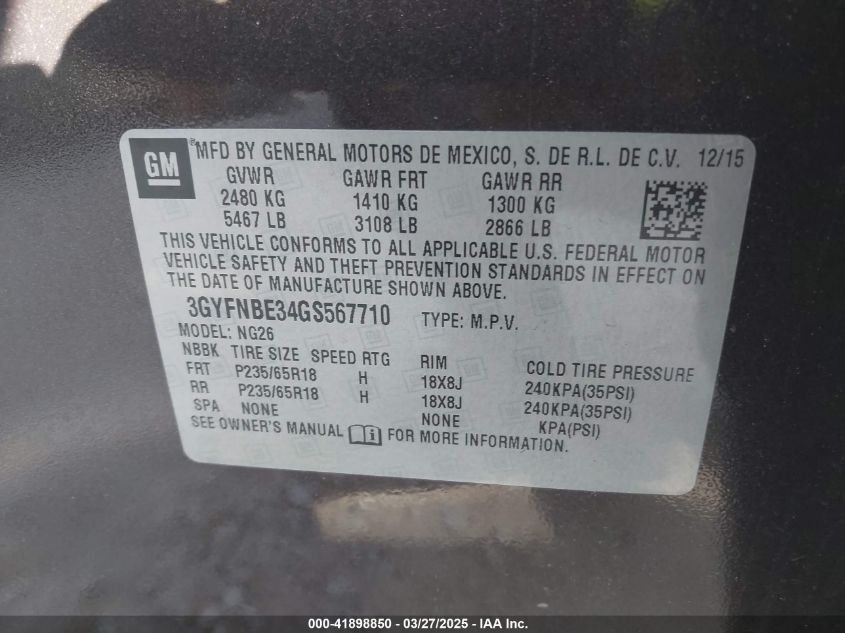 GM
MFD BY GENERAL MOTORS DE MEXICO, S. DE R.L. DE C.V. 12/15
GVWR GAWR FRT GAWR RR
2480 KG 1410 KG 1300 KG
5467 LB 3108 LB 2866 LB
THIS VEHICLE CONFORMS TO ALL APPLICABLE U.S. FEDERAL MOTOR
VEHICLE SAFETY AND THEFT PREVENTION STANDARDS IN EFFECT ON
THE DATE OF MANUFACTURE SHOWN ABOVE.
3GYFNBE34GS567710 TYPE: M.P.V.
MODEL: NG26
NBBK TIRE SIZE SPEED RTG RIM COLD TIRE PRESSURE
FRT P235/65R18 H 18X8J 240KPA(35PSI)
RR P235/65R18 H 18X8J 240KPA(35PSI)
SPA NONE NONE KPA(PSI)
SEE OWNER'S MANUAL FOR MORE INFORMATION.
000-41898850 / 03/27/2025 - IAA Inc.